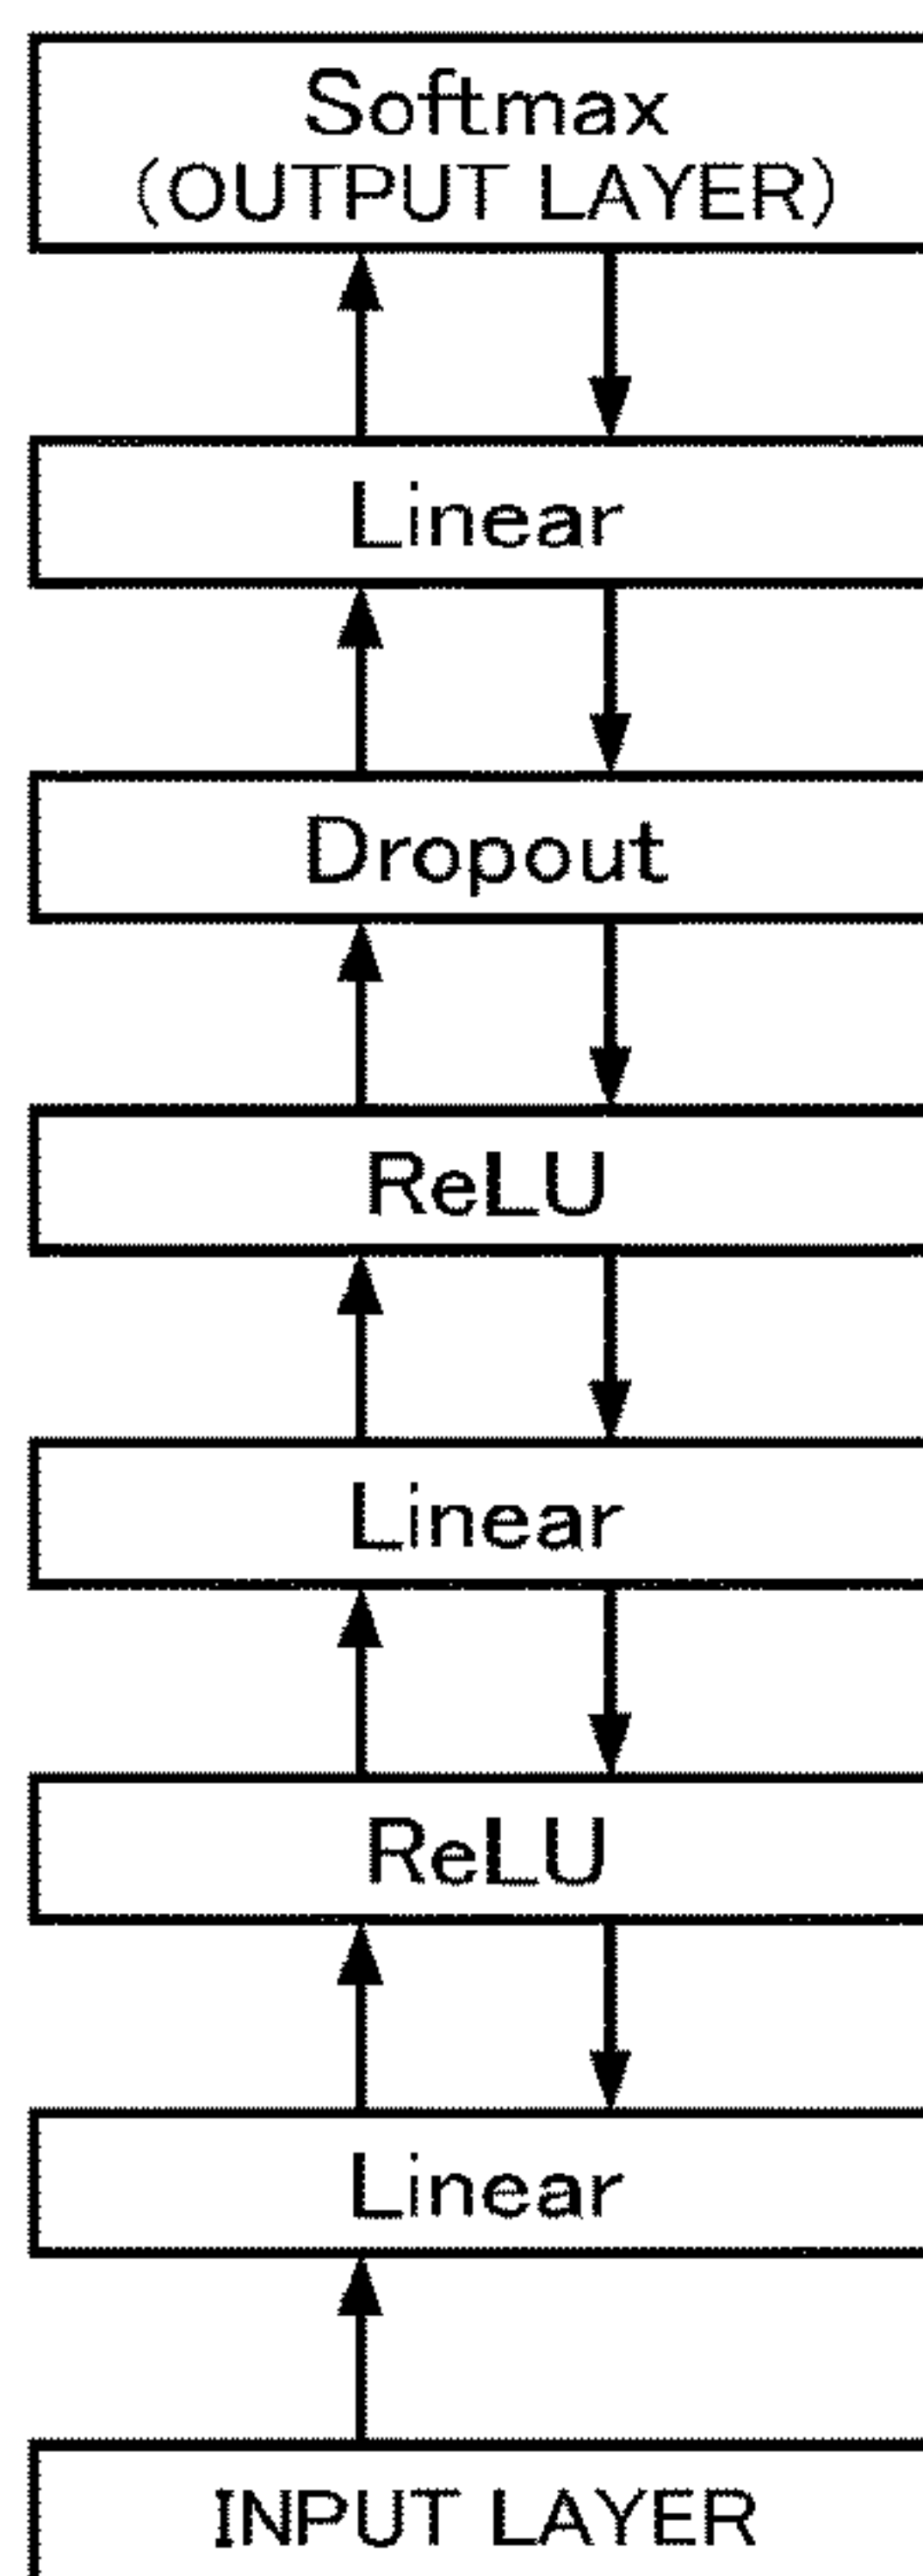 Softmax
(OUTPUT LAYER)
Linear
Dropout
ReLU
Linear
ReLU
Linear
INPUT LAYER